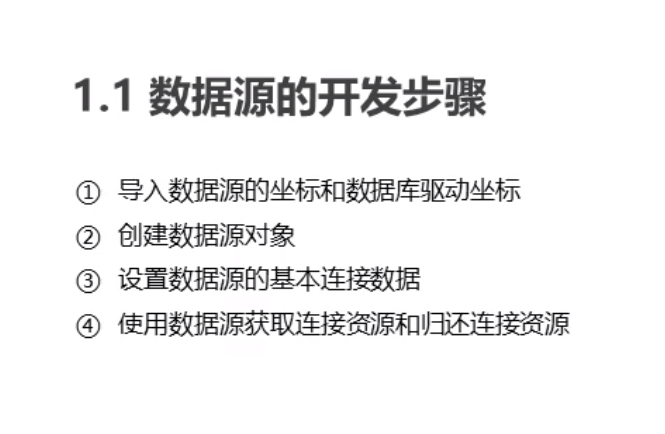 1.1 数据源的开发步骤
① 导入数据源的坐标和数据库驱动坐标
② 创建数据源对象
③ 设置数据源的基本连接数据
④ 使用数据源获取连接资源和归还连接资源